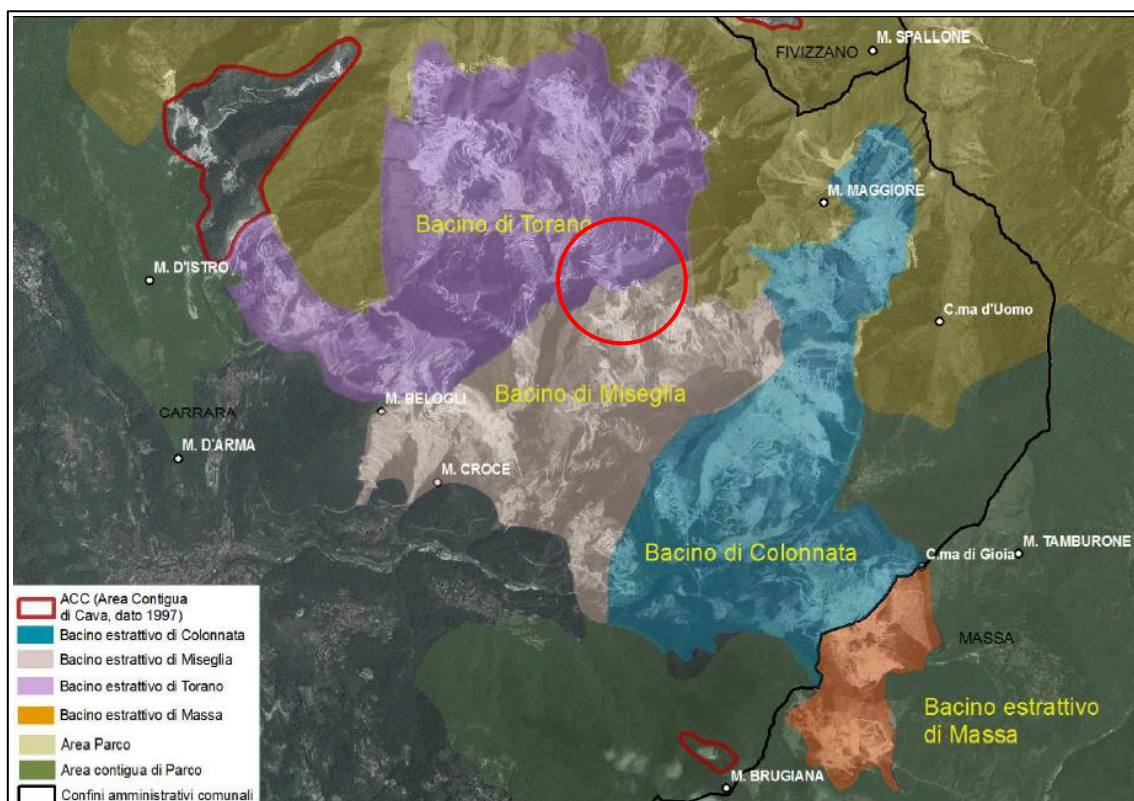 M. SPALLONE
FIVIZZANO
M. MAGGIORE
Bacino di Torano
M. D'ISTRO
C.ma d'Uomo
Bacino di Miseglia
M. BELOGLI
CARRARA
M. D'ARMA
M. CROCE
Bacino di Colonnata
C.ma di Gioia
M. TAMBURONE
MASSA
Bacino estrattivo
di Massa
M. BRUGIANA
ACC (Area Contigua
di Cava, dato 1997)
Bacino estrattivo di Colonnata
Bacino estrattivo di Miseglia
Bacino estrattivo di Torano
Bacino estrattivo di Massa
Area Parco
Area contigua di Parco
Confini amministrativi comunali